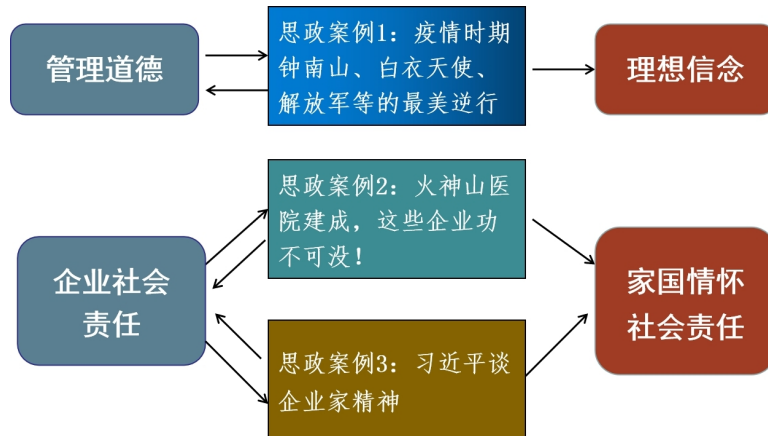 管理道德
思政案例1：疫情时期
钟南山、白衣天使、
解放军等的最美逆行
理想信念
企业社会
责任
思政案例2：火神山医
院建成，这些企业功
不可没！
思政案例3：习近平谈
企业家精神
家国情怀
社会责任